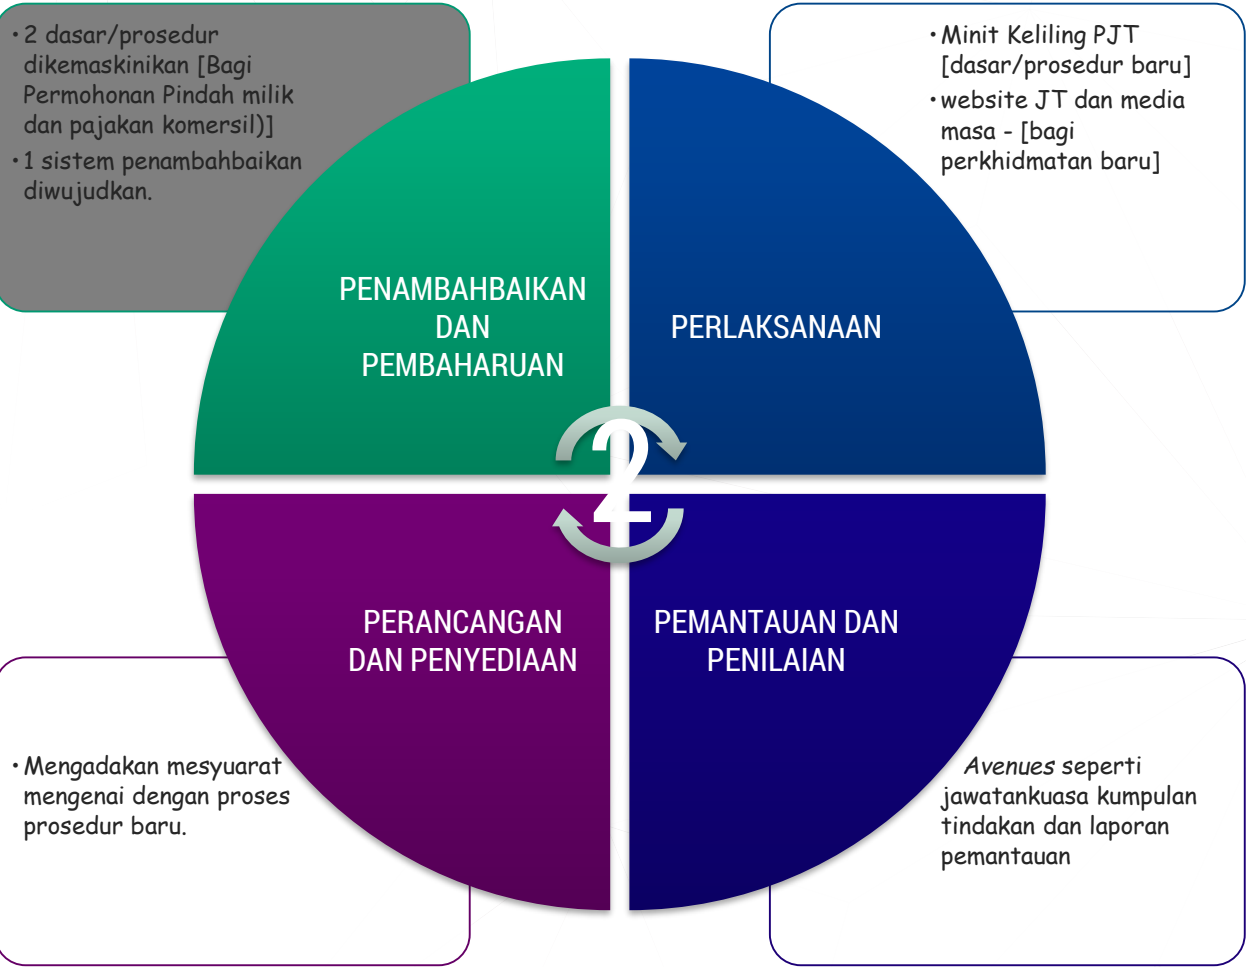 • 2 dasar/prosedur
dikemaskinikan [Bagi
Permohonan Pindah milik
dan pajakan komersil)]
• 1 sistem penambahbaikan
diwujudkan.
• Minit Keliling PJT
[dasar/prosedur baru]
• website JT dan media
masa - [bagi
perkhidmatan baru]
PENAMBAHBAIKAN
DAN
PEMBAHARUAN
PERLAKSANAAN
2
PERANCANGAN
DAN PENYEDIAAN
PEMANTAUAN DAN
PENILAIAN
• Mengadakan mesyuarat
mengenai dengan proses
prosedur baru.
Avenues seperti
jawatankuasa kumpulan
tindakan dan laporan
pemantauan